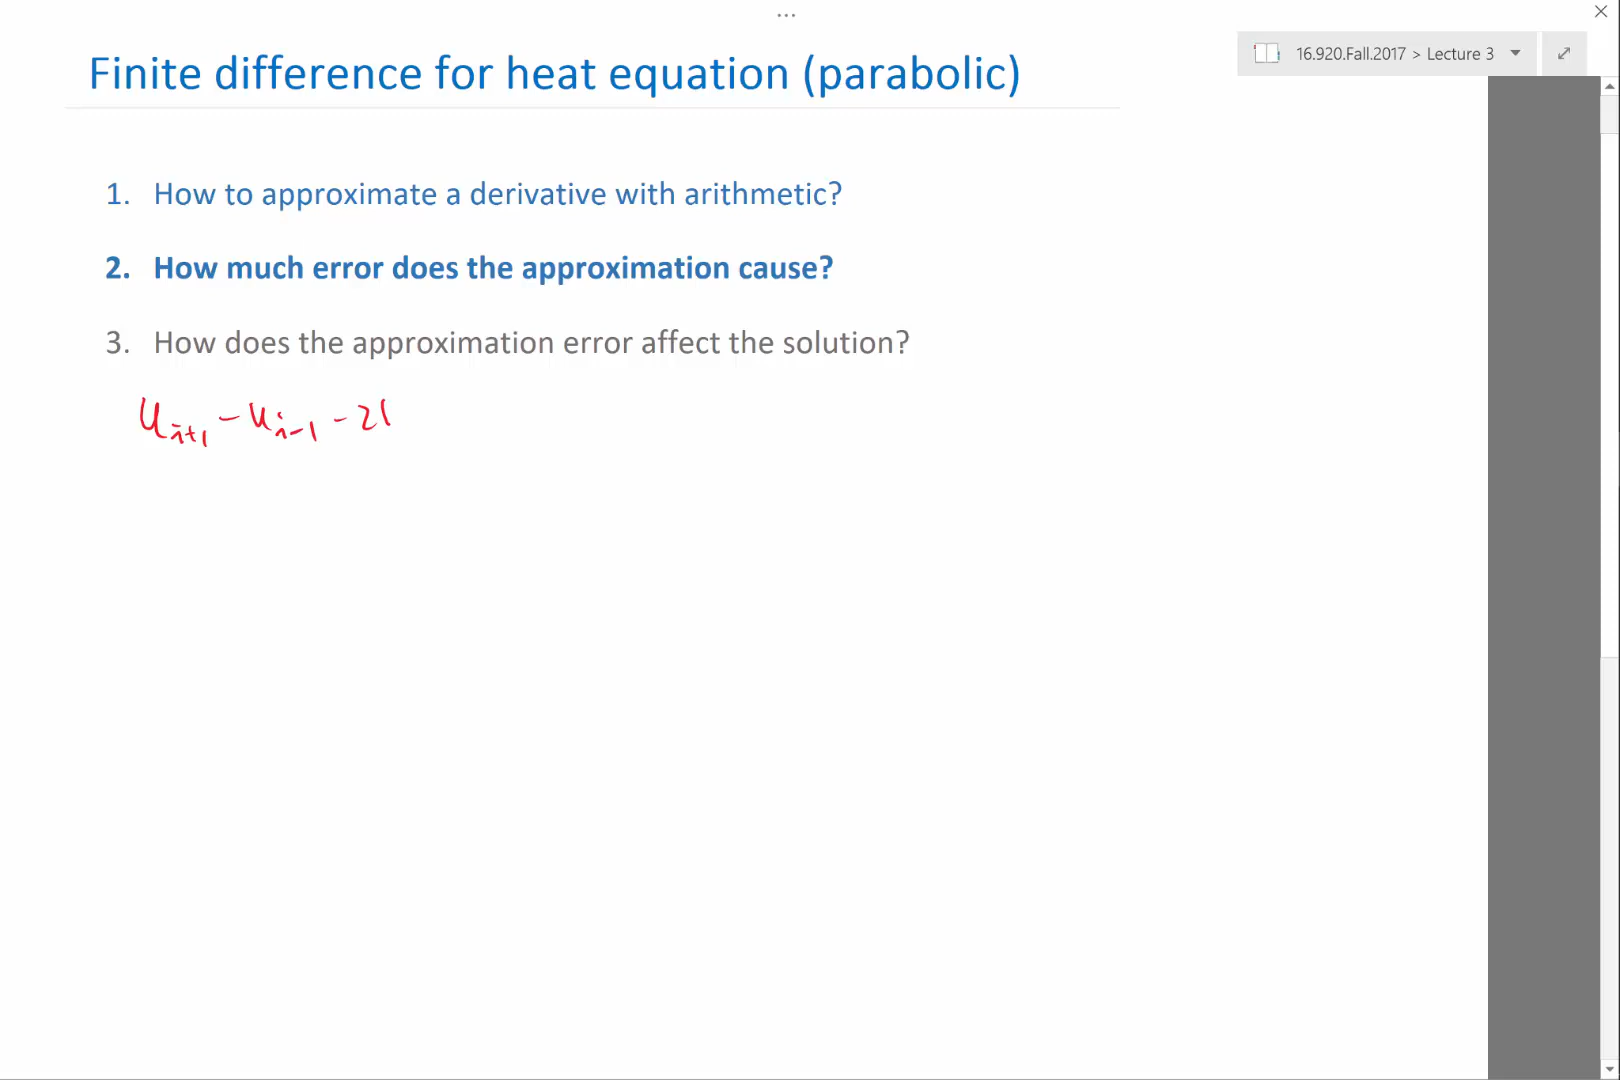 ...
16.920.Fall.2017 > Lecture 3
Finite difference for heat equation (parabolic)
1. How to approximate a derivative with arithmetic?
2. How much error does the approximation cause?
3. How does the approximation error affect the solution?
u_{i+1} - u_{i-1} - 2